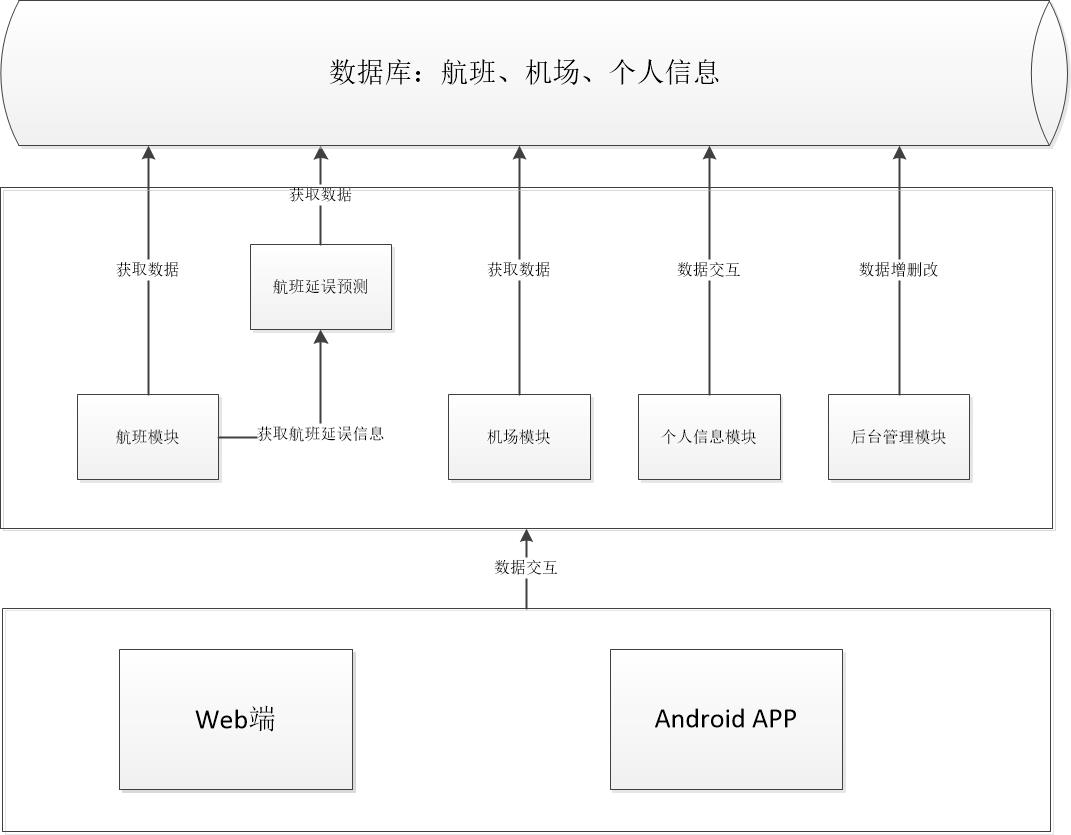 数据库：航班、机场、个人信息
获取数据
获取数据
航班延误预测
获取数据
数据交互
数据增删改
航班模块
获取航班延误信息
机场模块
个人信息模块
后台管理模块
数据交互
Web端
Android APP